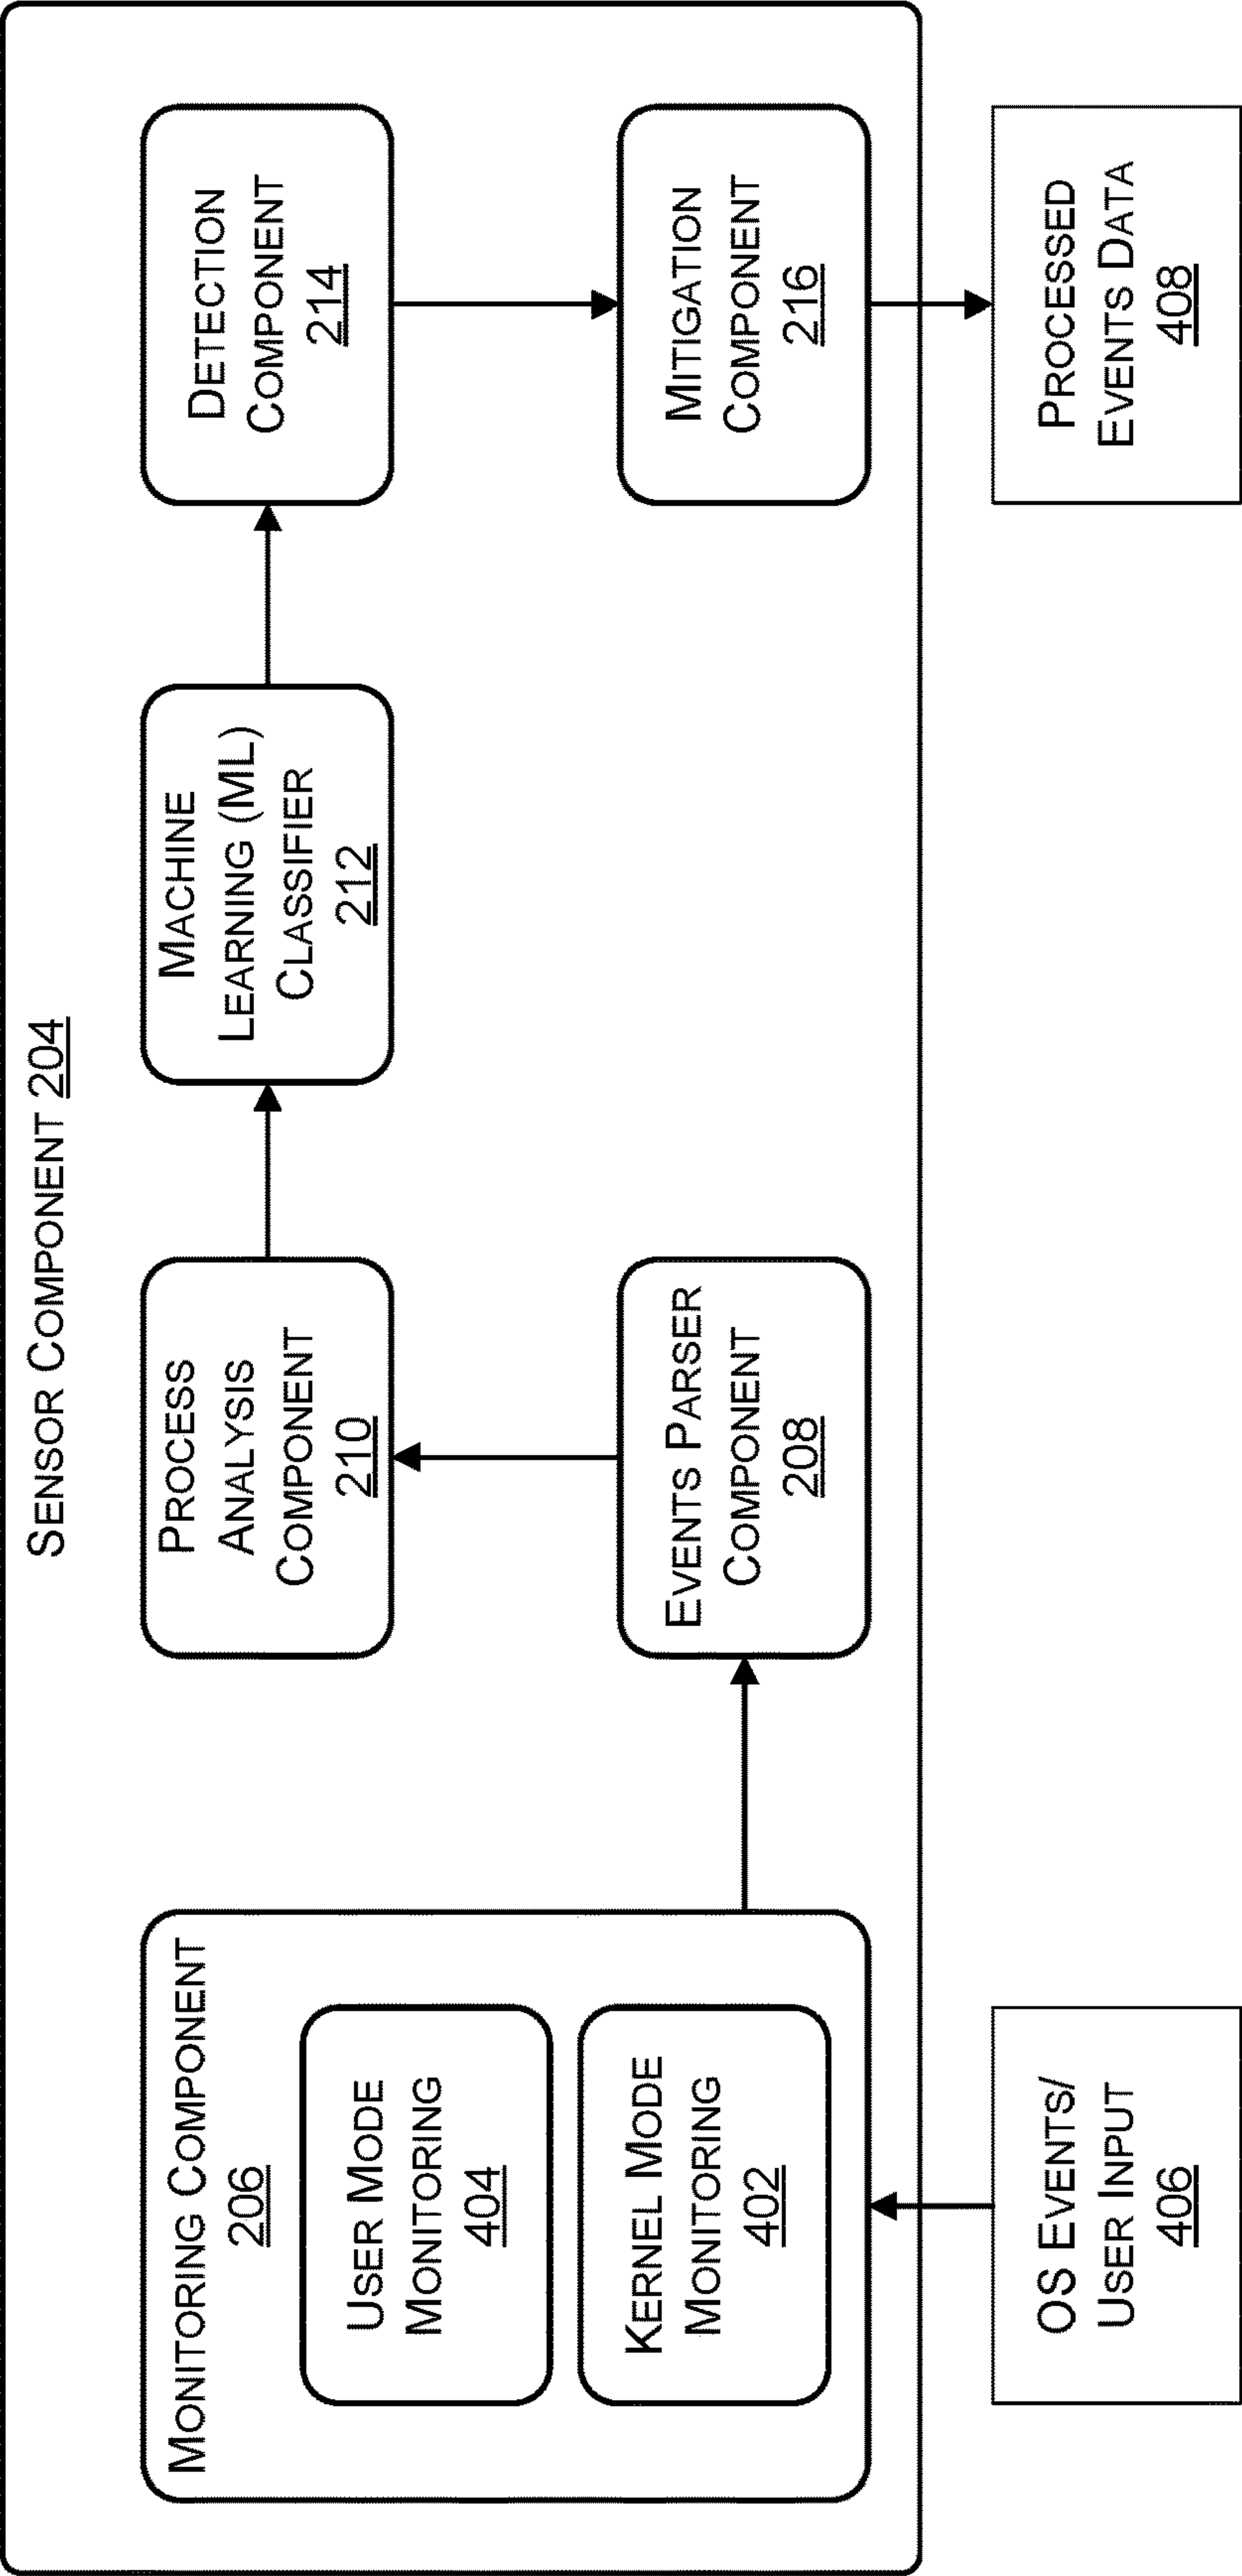 SENSOR COMPONENT 204
MONITORING COMPONENT
206
USER MODE
MONITORING
404
KERNEL MODE
MONITORING
402
PROCESS
ANALYSIS
COMPONENT
210
EVENTS PARSER
COMPONENT
208
MACHINE
LEARNING (ML)
CLASSIFIER
212
DETECTION
COMPONENT
214
MITIGATION
COMPONENT
216
OS EVENTS/
USER INPUT
406
PROCESSED
EVENTS DATA
408